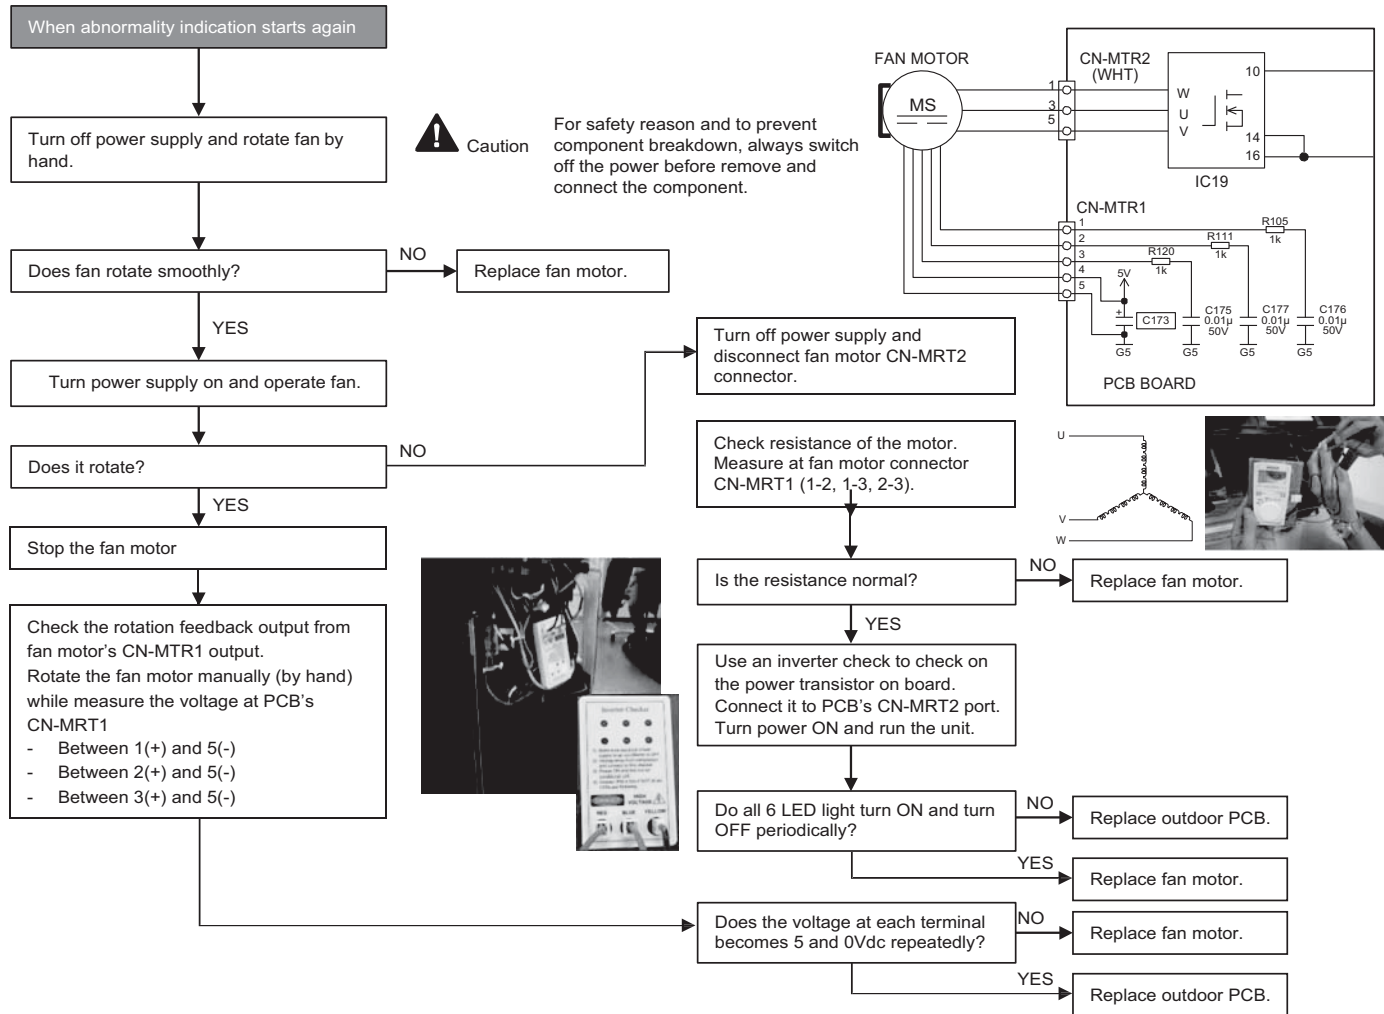 When abnormality indication starts again
Turn off power supply and rotate fan by
hand.
Caution
For safety reason and to prevent
component breakdown, always switch
off the power before remove and
connect the component.
Does fan rotate smoothly?
NO
Replace fan motor.
YES
Turn power supply on and operate fan.
Does it rotate?
NO
YES
Stop the fan motor
Check the rotation feedback output from
fan motor's CN-MTR1 output.
Rotate the fan motor manually (by hand)
while measure the voltage at PCB's
CN-MRT1
- Between 1(+) and 5(-)
- Between 2(+) and 5(-)
- Between 3(+) and 5(-)
Turn off power supply and
disconnect fan motor CN-MRT2
connector.
Check resistance of the motor.
Measure at fan motor connector
CN-MRT1 (1-2, 1-3, 2-3).
Is the resistance normal?
NO
Replace fan motor.
YES
Use an inverter check to check on
the power transistor on board.
Connect it to PCB's CN-MRT2 port.
Turn power ON and run the unit.
Do all 6 LED light turn ON and turn
OFF periodically?
NO
Replace outdoor PCB.
YES
Replace fan motor.
Does the voltage at each terminal
becomes 5 and 0Vdc repeatedly?
NO
Replace fan motor.
YES
Replace outdoor PCB.
FAN MOTOR
MS
CN-MTR2
(WHT)
1
3
5
W
U
V
10
14
16
IC19
CN-MTR1
1
2
3
4
5
R105
1k
R111
1k
R120
1k
5V
+
C173
C175
0.01µ
50V
C177
0.01µ
50V
C176
0.01µ
50V
G5
G5
G5
G5
PCB BOARD
U
V
W
Inverter Checker
HIGH
VOLTAGE
RED
BLUE
YELLOW